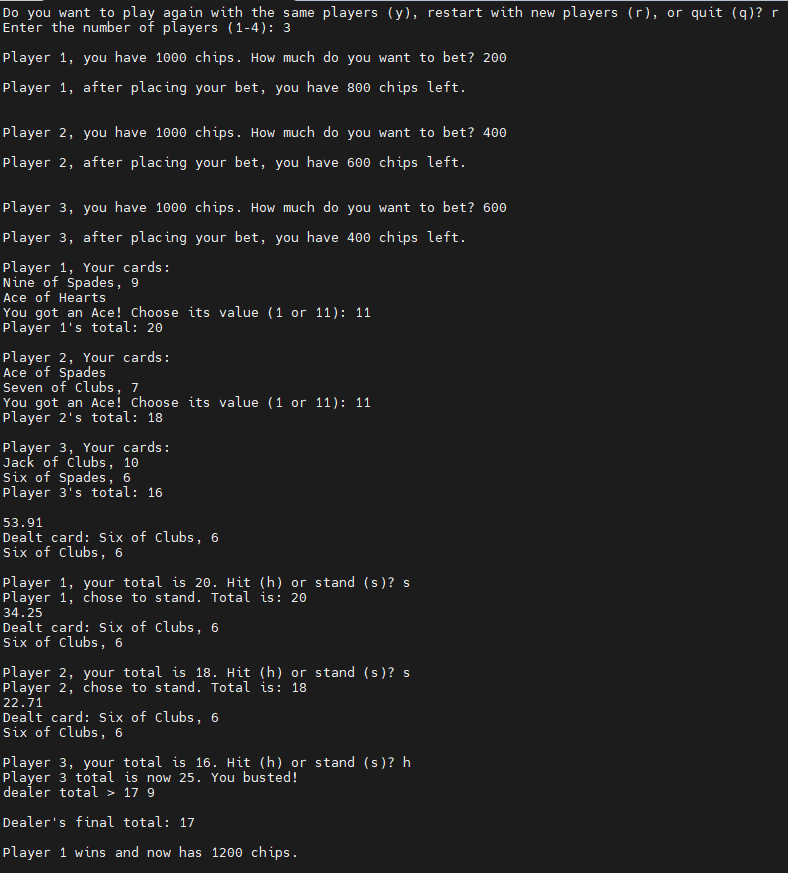 Do you want to play again with the same players (y), restart with new players (r), or quit (q)? r
Enter the number of players (1-4): 3
Player 1, you have 1000 chips. How much do you want to bet? 200
Player 1, after placing your bet, you have 800 chips left.
Player 2, you have 1000 chips. How much do you want to bet? 400
Player 2, after placing your bet, you have 600 chips left.
Player 3, you have 1000 chips. How much do you want to bet? 600
Player 3, after placing your bet, you have 400 chips left.
Player 1, Your cards:
Nine of Spades, 9
Ace of Hearts
You got an Ace! Choose its value (1 or 11): 11
Player 1's total: 20
Player 2, Your cards:
Ace of Spades
Seven of Clubs, 7
You got an Ace! Choose its value (1 or 11): 11
Player 2's total: 18
Player 3, Your cards:
Jack of Clubs, 10
Six of Spades, 6
Player 3's total: 16
53.91
Dealt card: Six of Clubs, 6
Six of Clubs, 6
Player 1, your total is 20. Hit (h) or stand (s)? s
Player 1, chose to stand. Total is: 20
34.25
Dealt card: Six of Clubs, 6
Six of Clubs, 6
Player 2, your total is 18. Hit (h) or stand (s)? s
Player 2, chose to stand. Total is: 18
22.71
Dealt card: Six of Clubs, 6
Six of Clubs, 6
Player 3, your total is 16. Hit (h) or stand (s)? h
Player 3 total is now 25. You busted!
dealer total > 17 9
Dealer's final total: 17
Player 1 wins and now has 1200 chips.